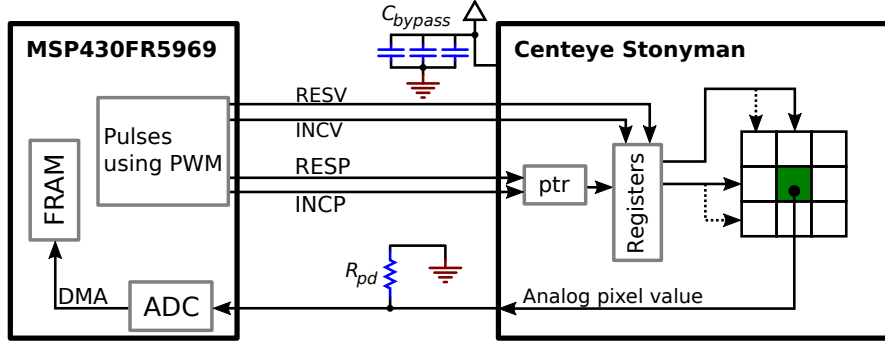 C_bypass
MSP430FR5969
Centeye Stonyman
RESV
INCV
Pulses
using PWM
RESP
INCP
ptr
Registers
FRAM
R_pd
DMA
ADC
Analog pixel value